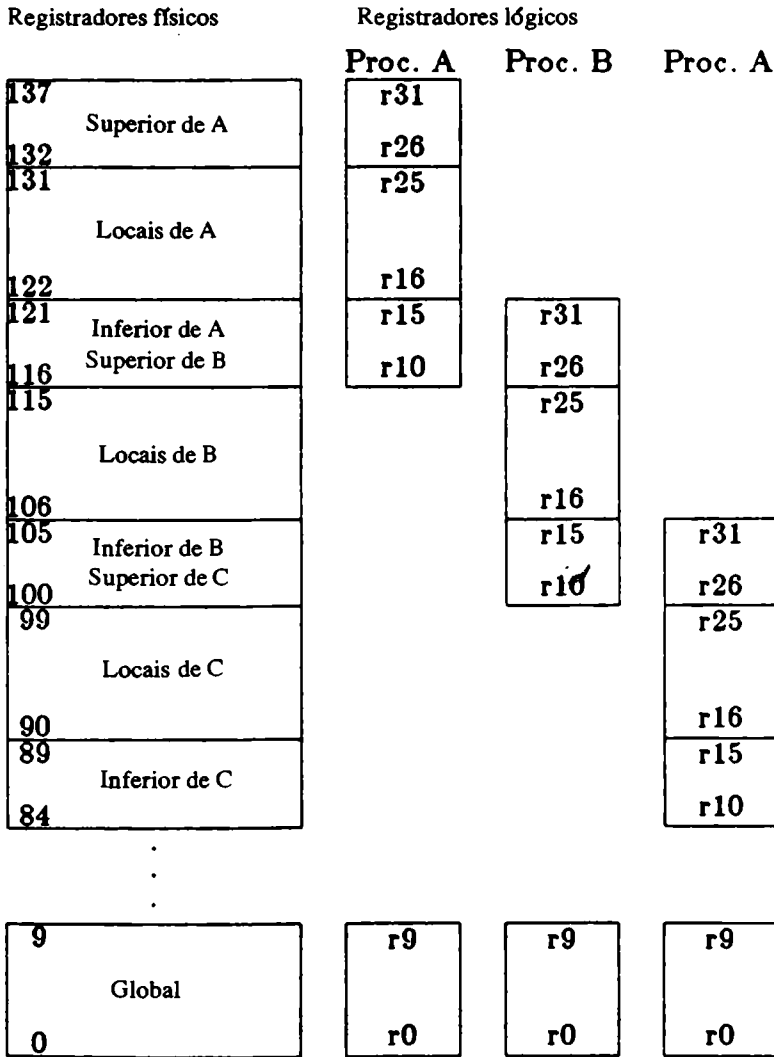 Registradores físicos Registradores lógicos
Proc. A Proc. B Proc. A
137 r31
Superior de A
132 r26
131 r25
Locais de A
122 r16
121 r15 r31
Inferior de A
Superior de B
116 r10 r26
115 r25
Locais de B
106 r16
105 r15 r31
Inferior de B
Superior de C
100 r10 r26
99 r25
Locais de C
90 r16
89 r15
Inferior de C
84 r10
9 r9 r9 r9
Global
0 r0 r0 r0